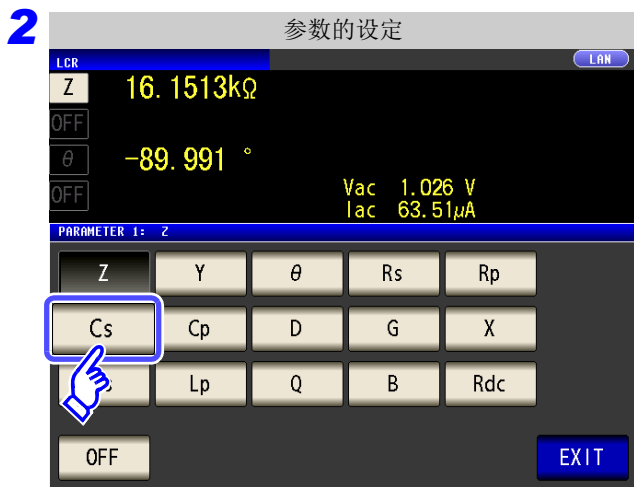 2
参数的设定
LCR
LAN
Z 16.1513kΩ
OFF
θ -89.991 °
OFF
Vac 1.026 V
Iac 63.51μA
PARAMETER 1: Z
Z Y θ Rs Rp
Cs Cp D G X
Lp Q B Rdc
OFF EXIT